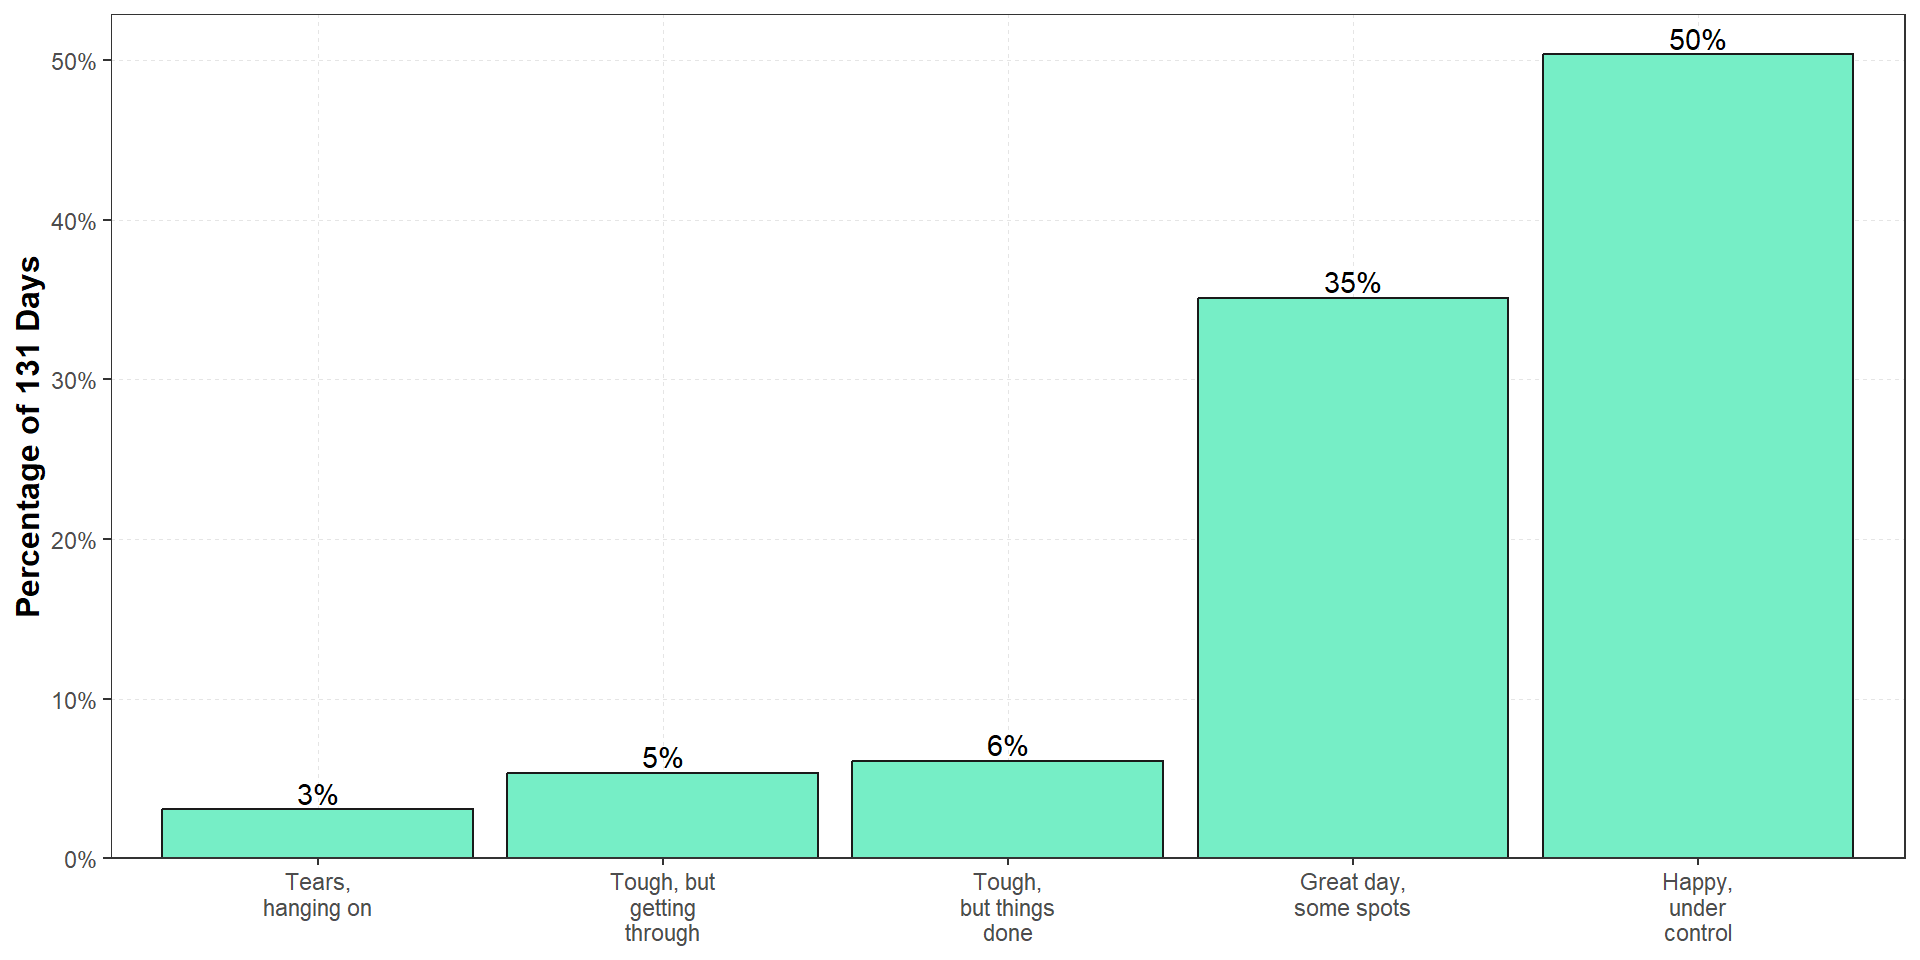 Percentage of 131 Days
50%
40%
30%
20%
10%
0%
3%
5%
6%
35%
50%
Tears,
hanging on
Tough, but
getting
through
Tough,
but things
done
Great day,
some spots
Happy,
under
control